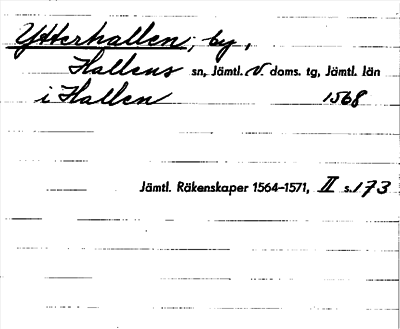 Ytterhallen, by,
Hallens sn, Jämtl. V. doms. tg, Jämtl. län
i Hallen 1568
Jämtl. Räkenskaper 1564–1571, II s. 173